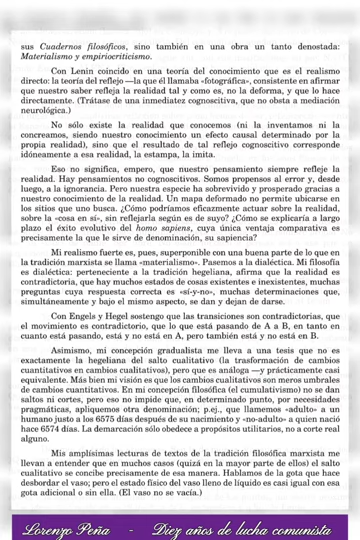 sus Cuadernos filosóficos, sino también en una obra un tanto denostada:
Materialismo y empiriocriticismo.
Con Lenin coincido en una teoría del conocimiento que es el realismo
directo: la teoría del reflejo —la que él llamaba «fotográfica», consistente en afirmar
que nuestro saber refleja la realidad tal y como es, no la deforma, y que lo hace
directamente. (Trátase de una inmediatez cognoscitiva, que no obsta a mediación
neurológica.)
No sólo existe la realidad que conocemos (ni la inventamos ni la
concreamos, siendo nuestro conocimiento un efecto causal determinado por la
propia realidad), sino que el resultado de tal reflejo cognoscitivo corresponde
idóneamente a esa realidad, la estampa, la imita.
Eso no significa, empero, que nuestro pensamiento siempre refleje la
realidad. Hay pensamientos no cognoscitivos. Somos propensos al error y, desde
luego, a la ignorancia. Pero nuestra especie ha sobrevivido y prosperado gracias a
nuestro conocimiento de la realidad. Un mapa deformado no permite ubicarse en
los sitios que uno busca. ¿Cómo podríamos eficazmente actuar sobre la realidad,
sobre la «cosa en sí», sin reflejarla según es de suyo? ¿Cómo se explicaría a largo
plazo el éxito evolutivo del homo sapiens, cuya única ventaja comparativa es
precisamente la que le sirve de denominación, su sapiencia?
Mi realismo fuerte es, pues, superponible con una buena parte de lo que en
la tradición marxista se llama «materialismo». Pasemos a la dialéctica. Mi filosofía
es dialéctica: perteneciente a la tradición hegeliana, afirma que la realidad es
contradictoria, que hay muchos estados de cosas existentes e inexistentes, muchas
preguntas cuya respuesta correcta es «sí-y-no», muchas determinaciones que,
simultáneamente y bajo el mismo aspecto, se dan y dejan de darse.
Con Engels y Hegel sostengo que las transiciones son contradictorias, que
el movimiento es contradictorio, que lo que está pasando de A a B, en tanto en
cuanto está pasando, está y no está en A, pero también está y no está en B.
Asimismo, mi concepción gradualista me lleva a una tesis que no es
exactamente la hegeliana del salto cualitativo (la trasformación de cambios
cuantitativos en cambios cualitativos), pero que es análoga —y prácticamente casi
equivalente. Más bien mi visión es que los cambios cualitativos son meros umbrales
de cambios cuantitativos. En mi concepción filosófica (el cumulativismo) no se dan
saltos ni cortes, pero eso no impide que, en determinado punto, por necesidades
pragmáticas, apliquemos otra denominación; p.ej., que llamemos «adulto» a un
humano justo a los 6575 días después de su nacimiento y «no-adulto» a quien nació
hace 6574 días. La demarcación sólo obedece a propósitos utilitarios, no a corte real
alguno.
Mis amplísimas lecturas de textos de la tradición filosófica marxista me
llevan a entender que en muchos casos (quizá en la mayor parte de ellos) el salto
cualitativo se concibe precisamente de esa manera. Hablamos de la gota que hace
desbordar el vaso; pero el estado físico del vaso lleno de líquido es casi igual con esa
gota adicional o sin ella. (El vaso no se vacía.)
Lorenzo Peña - Diez años de lucha comunista